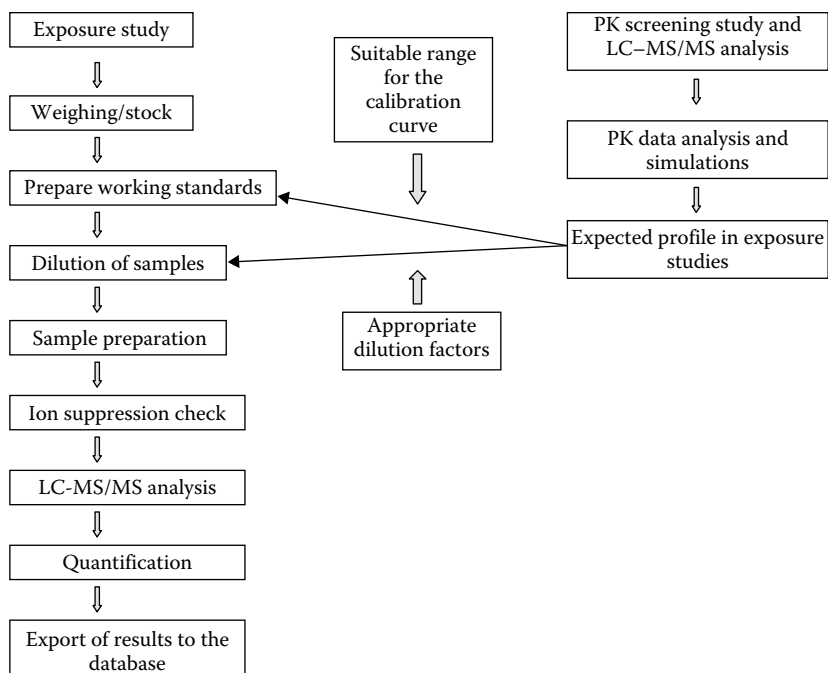 Exposure study
Weighing/stock
Prepare working standards
Dilution of samples
Sample preparation
Ion suppression check
LC-MS/MS analysis
Quantification
Export of results to the
database
Suitable range
for the
calibration
curve
Appropriate
dilution factors
PK screening study and
LC–MS/MS analysis
PK data analysis and
simulations
Expected profile in exposure
studies